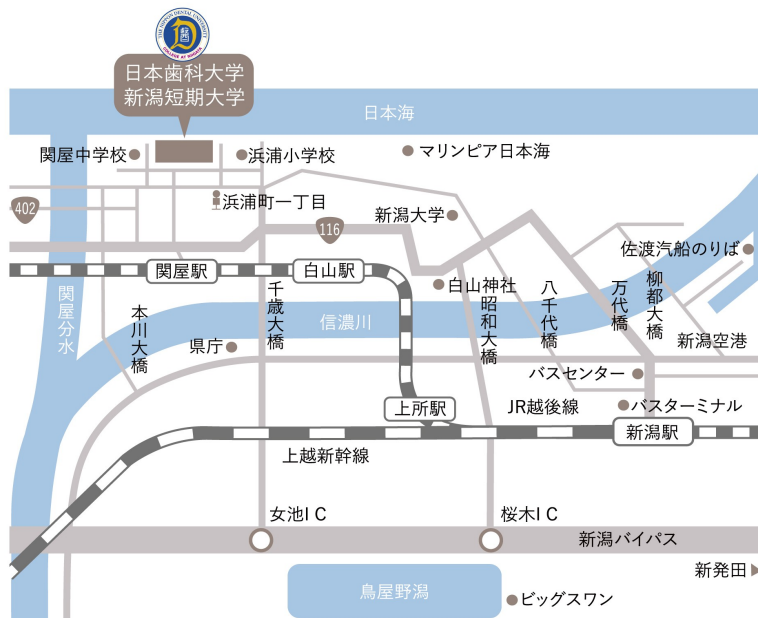 THE NIPPON DENTAL UNIVERSITY
COLLEGE AT NIIGATA
日本歯科大学
新潟短期大学
日本海
関屋中学校
浜浦小学校
マリンピア日本海
402
浜浦町一丁目
新潟大学
116
佐渡汽船のりば
関屋駅
白山駅
関屋分水
本川大橋
千歳大橋
信濃川
白山神社
昭和大橋
八千代橋
万代橋
柳都大橋
新潟空港
県庁
バスセンター
上所駅
JR越後線
バスターミナル
新潟駅
上越新幹線
女池IC
桜木IC
新潟バイパス
新発田
鳥屋野潟
ビッグスワン